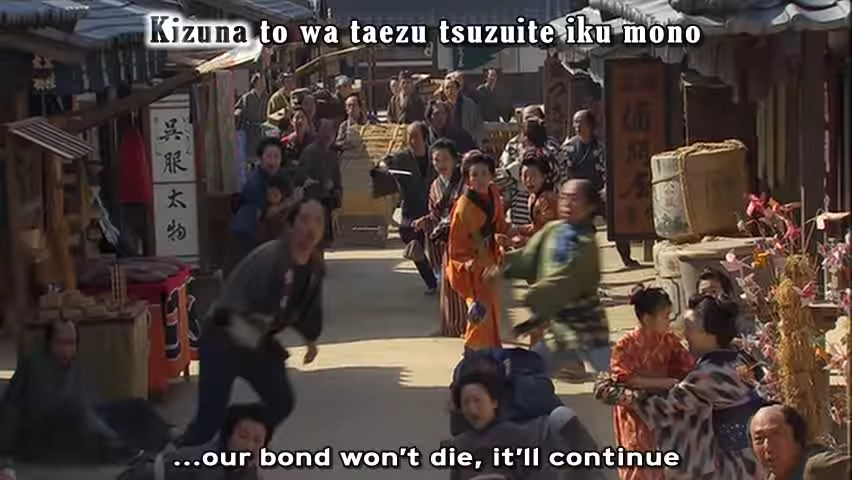 Kizuna to wa taezu tsuzuite iku mono
呉服
太物
...our bond won't die, it'll continue